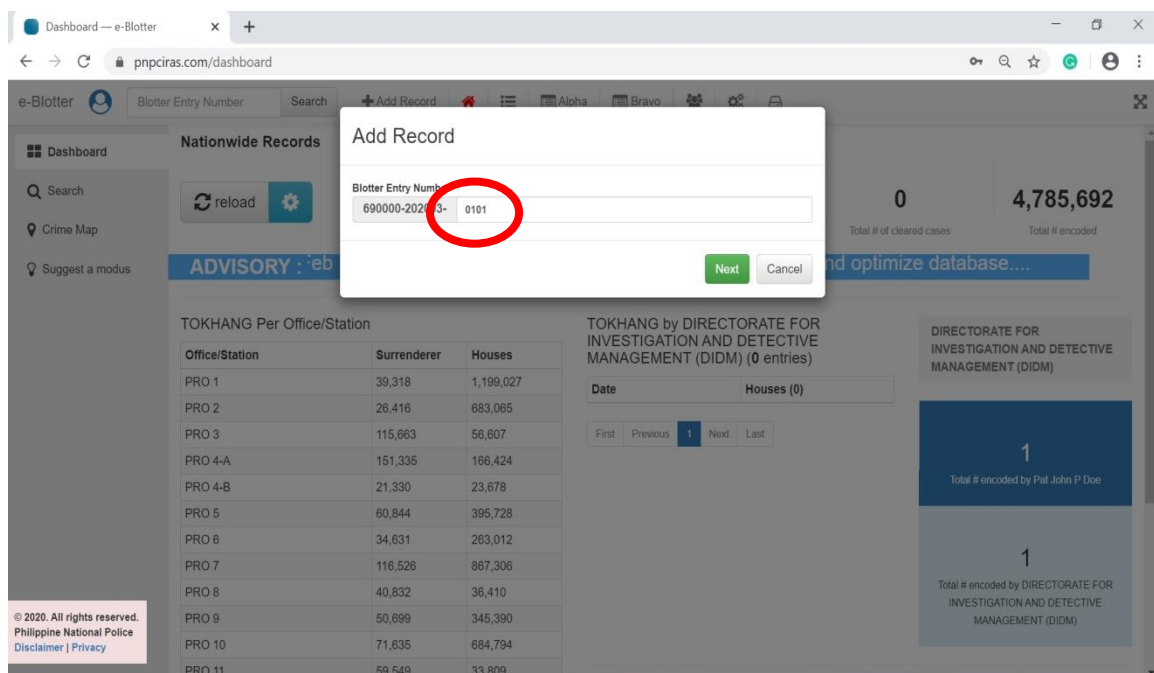 Dashboard — e-Blotter
pnpciras.com/dashboard
e-Blotter
Blotter Entry Number
Search
Add Record
Alpha
Bravo
Dashboard
Search
Crime Map
Suggest a modus
Nationwide Records
reload
Add Record
Blotter Entry
690000-
0101
Next
Cancel
0
Total # of cleared cases
4,785,692
Total # encoded
ADVISORY :
optimize database....
TOKHANG Per Office/Station
Office/Station Surrenderer Houses
PRO 1 39,318 1,199,027
PRO 2 26,416 683,065
PRO 3 115,663 56,607
PRO 4-A 151,335 166,424
PRO 4-B 21,330 23,678
PRO 5 60,844 395,728
PRO 6 34,631 263,012
PRO 7 116,526 867,306
PRO 8 40,832 36,410
PRO 9 50,699 345,390
PRO 10 71,635 684,794
PRO 11 59,549 33,809
TOKHANG by DIRECTORATE FOR
INVESTIGATION AND DETECTIVE
MANAGEMENT (DIDM) (0 entries)
Date Houses (0)
First Previous 1 Next Last
DIRECTORATE FOR
INVESTIGATION AND DETECTIVE
MANAGEMENT (DIDM)
1
Total # encoded by Pat John P Doe
1
Total # encoded by DIRECTORATE FOR
INVESTIGATION AND DETECTIVE
MANAGEMENT (DIDM)
© 2020. All rights reserved.
Philippine National Police
Disclaimer | Privacy